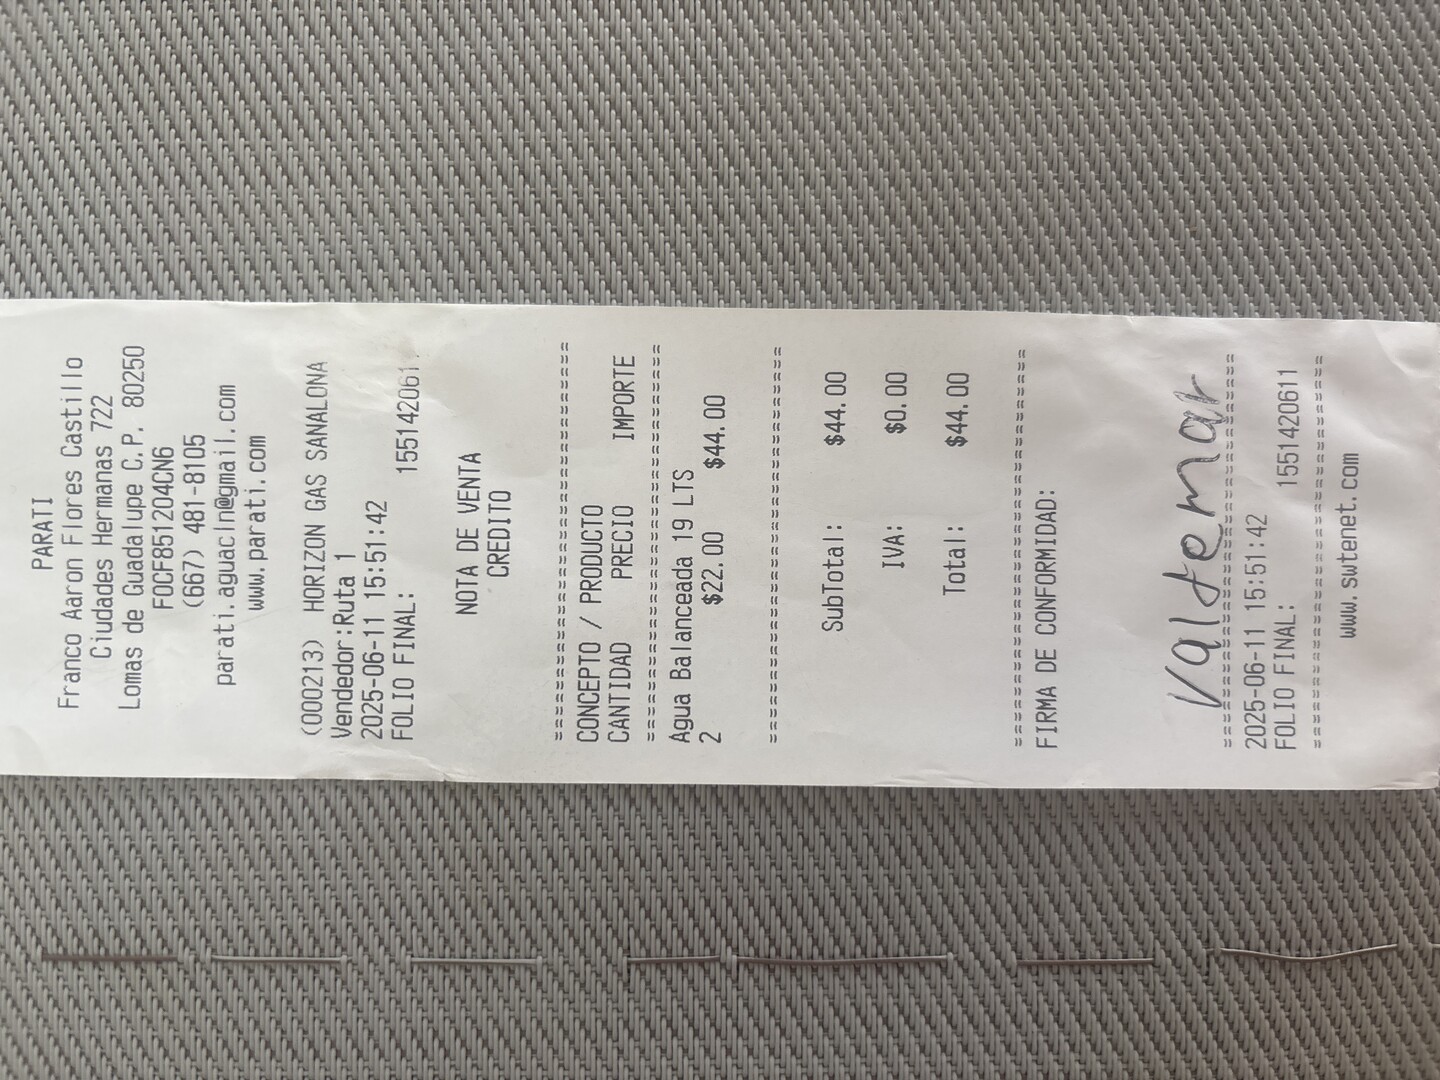 PARATI
Franco Aaron Flores Castillo
Ciudades Hermanas 722
Lomas de Guadalupe C.P. 80250
FOCF851204CN6
(667) 481-8105
parati.aguacln@gmail.com
www.parati.com
(000213) HORIZON GAS SANALONA
Vendedor:Ruta 1
2025-06-11 15:51:42
FOLIO FINAL: 155142061
NOTA DE VENTA
CREDITO
==============================
CONCEPTO / PRODUCTO
CANTIDAD PRECIO IMPORTE
==============================
Agua Balanceada 19 LTS
2 $22.00 $44.00
==============================
SubTotal: $44.00
IVA: $0.00
Total: $44.00
==============================
FIRMA DE CONFORMIDAD:
Valdemar
==============================
2025-06-11 15:51:42
FOLIO FINAL: 1551420611
==============================
www.swtenet.com